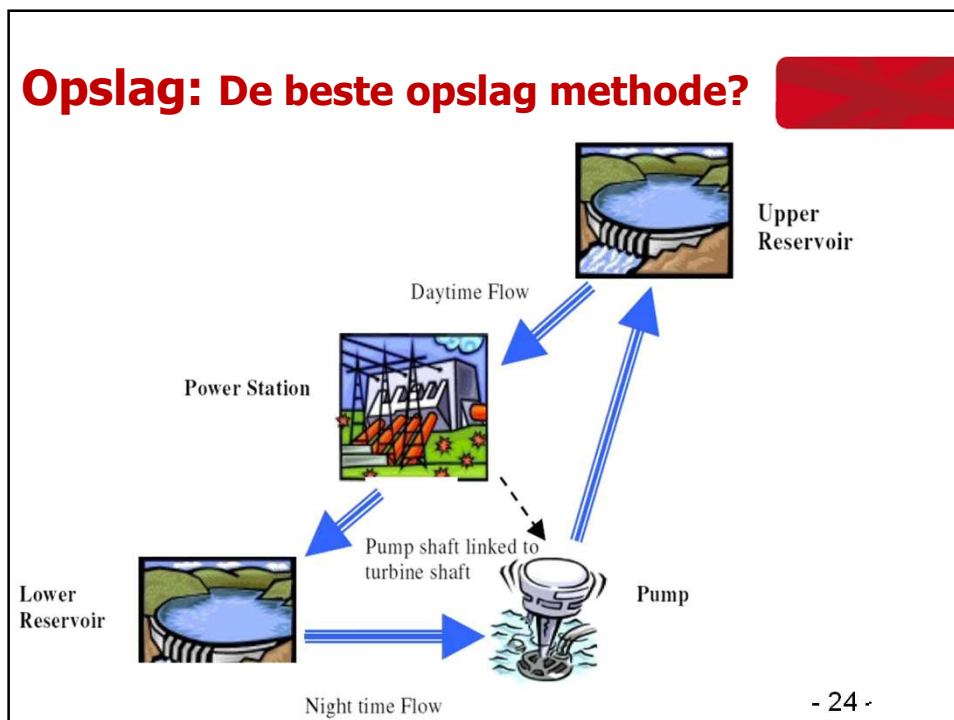 Opslag: De beste opslag methode?
Upper
Reservoir
Daytime Flow
Power Station
Pump shaft linked to
turbine shaft
Lower
Reservoir
Pump
Night time Flow
- 24 -